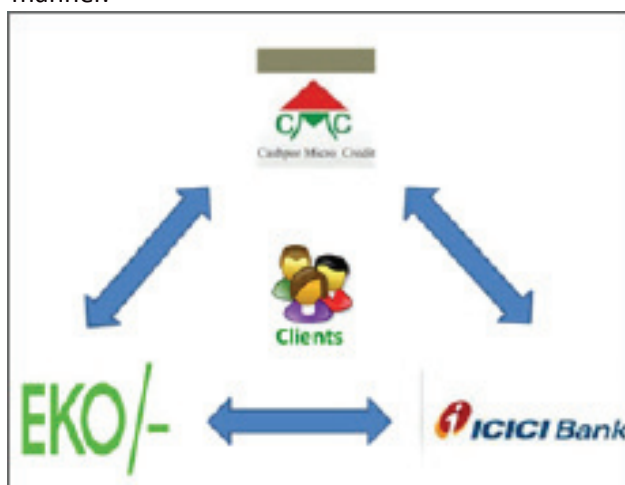 manner.
CMC
Cashpor Micro Credit
Clients
EKO/-
i ICICI Bank